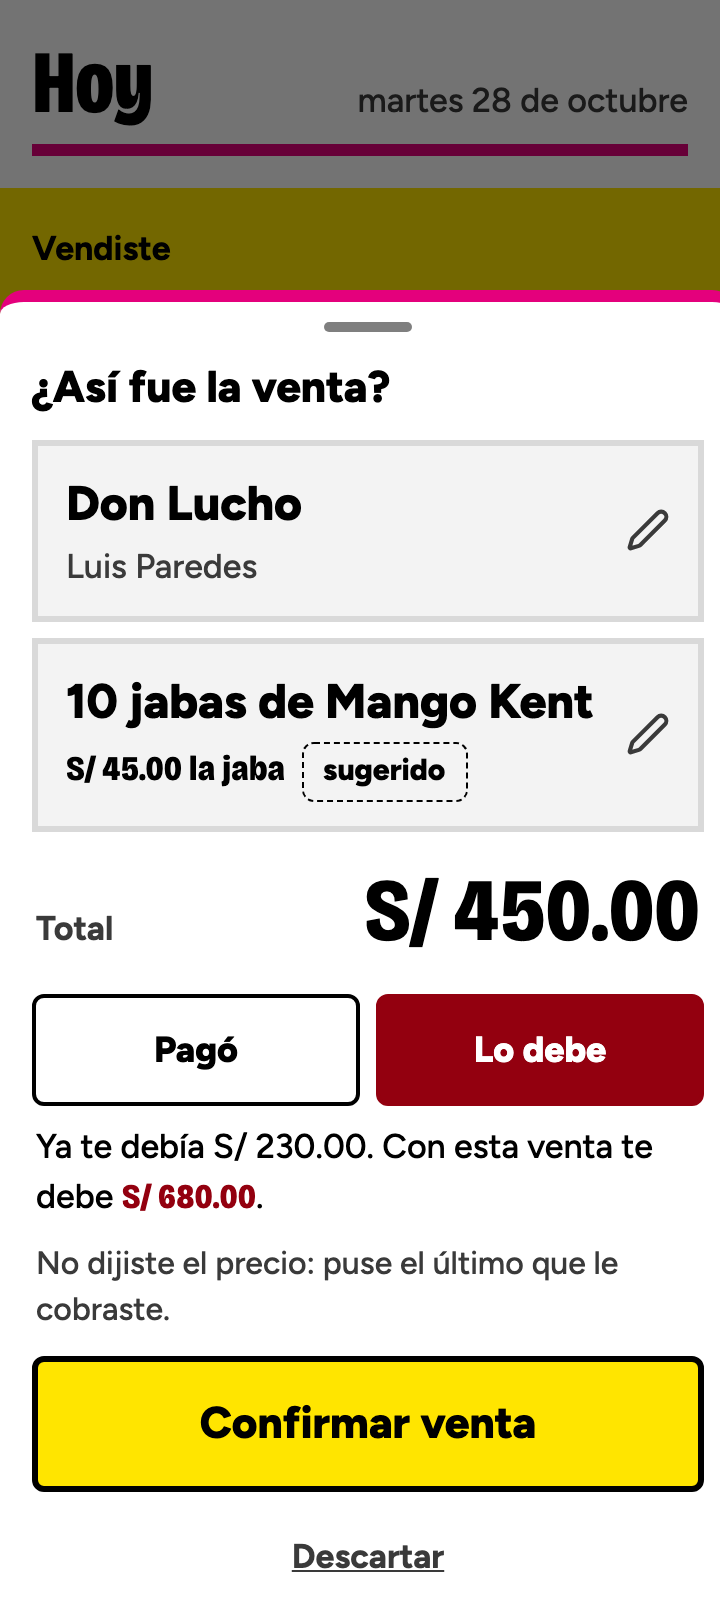 Hoy
martes 28 de octubre
Vendiste
¿Así fue la venta?
Don Lucho
Luis Paredes
10 jabas de Mango Kent
S/ 45.00 la jaba sugerido
Total S/ 450.00
Pagó
Lo debe
Ya te debía S/ 230.00. Con esta venta te
debe S/ 680.00.
No dijiste el precio: puse el último que le
cobraste.
Confirmar venta
Descartar